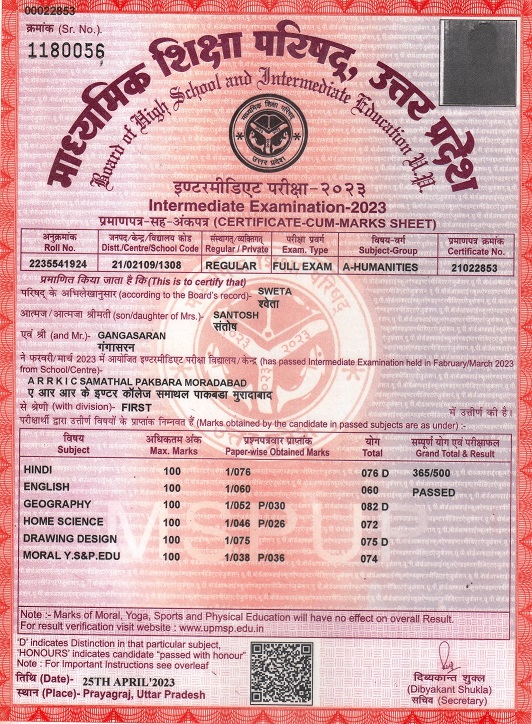 00022853
क्रमांक (Sr. No.)
1180056
माध्यमिक शिक्षा परिषद्, उत्तर प्रदेश
Board of High School and Intermediate Education U.P.
माध्यमिक शिक्षा परिषद
उत्तर प्रदेश
इण्टरमीडिएट परीक्षा-२०२३
Intermediate Examination-2023
प्रमाणपत्र-सह-अंकपत्र (CERTIFICATE-CUM-MARKS SHEET)
अनुक्रमांक जनपद/केन्द्र/विद्यालय कोड संस्थागत/व्यक्तिगत परीक्षा प्रवर्ग विषय-वर्ग प्रमाणपत्र क्रमांक
Roll No. Distt./Centre/School Code Regular / Private Exam. Type Subject-Group Certificate No.
2235541924 21/02109/1308 REGULAR FULL EXAM A-HUMANITIES 21022853
प्रमाणित किया जाता है कि (This is to certify that)
परिषद् के अभिलेखानुसार (according to the Board's record)- SWETA
श्वेता
आत्मज / आत्मजा श्रीमती (son/daughter of Mrs.)- SANTOSH
संतोष
एवं श्री (and Mr.)- GANGASARAN
गंगासरन
ने फरवरी/मार्च 2023 में आयोजित इण्टरमीडिएट परीक्षा विद्यालय/केन्द्र (has passed Intermediate Examination held in Fabruary/March 2023
from School/Centre)-
A R R K I C SAMATHAL PAKBARA MORADABAD
ए आर आर के इण्टर कॉलेज समाथल पाकबडा मुरादाबाद
से श्रेणी (with division)- FIRST में उत्तीर्ण की है।
परीक्षार्थी द्वारा उत्तीर्ण विषयों के प्राप्तांक निम्नवत हैं (Marks obtained by the candidate in passed subjects are as under) :-
विषय अधिकतम अंक प्रश्नपत्रवार प्राप्तांक योग सम्पूर्ण योग एवं परीक्षाफल
Subject Max. Marks Paper-wise Obtained Marks Total Grand Total & Result
HINDI 100 1/076 076 D 365/500
ENGLISH 100 1/060 060 PASSED
GEOGRAPHY 100 1/052 P/030 082 D
HOME SCIENCE 100 1/046 P/026 072
DRAWING DESIGN 100 1/075 075 D
MORAL Y.S&P.EDU 100 1/038 P/036 074
MSPUP
Note :- Marks of Moral, Yoga, Sports and Physical Education will have no effect on overall Result.
For result verification visit website : www.upmsp.edu.in
'D' indicates Distinction in that particular subject,
'HONOURS' indicates candidate "passed with honour"
Note : For Important Instructions see overleaf
तिथि (Date)- 25TH APRIL'2023
स्थान (Place)- Prayagraj, Uttar Pradesh
दिव्यकान्त शुक्ल
(Dibyakant Shukla)
सचिव (Secretary)